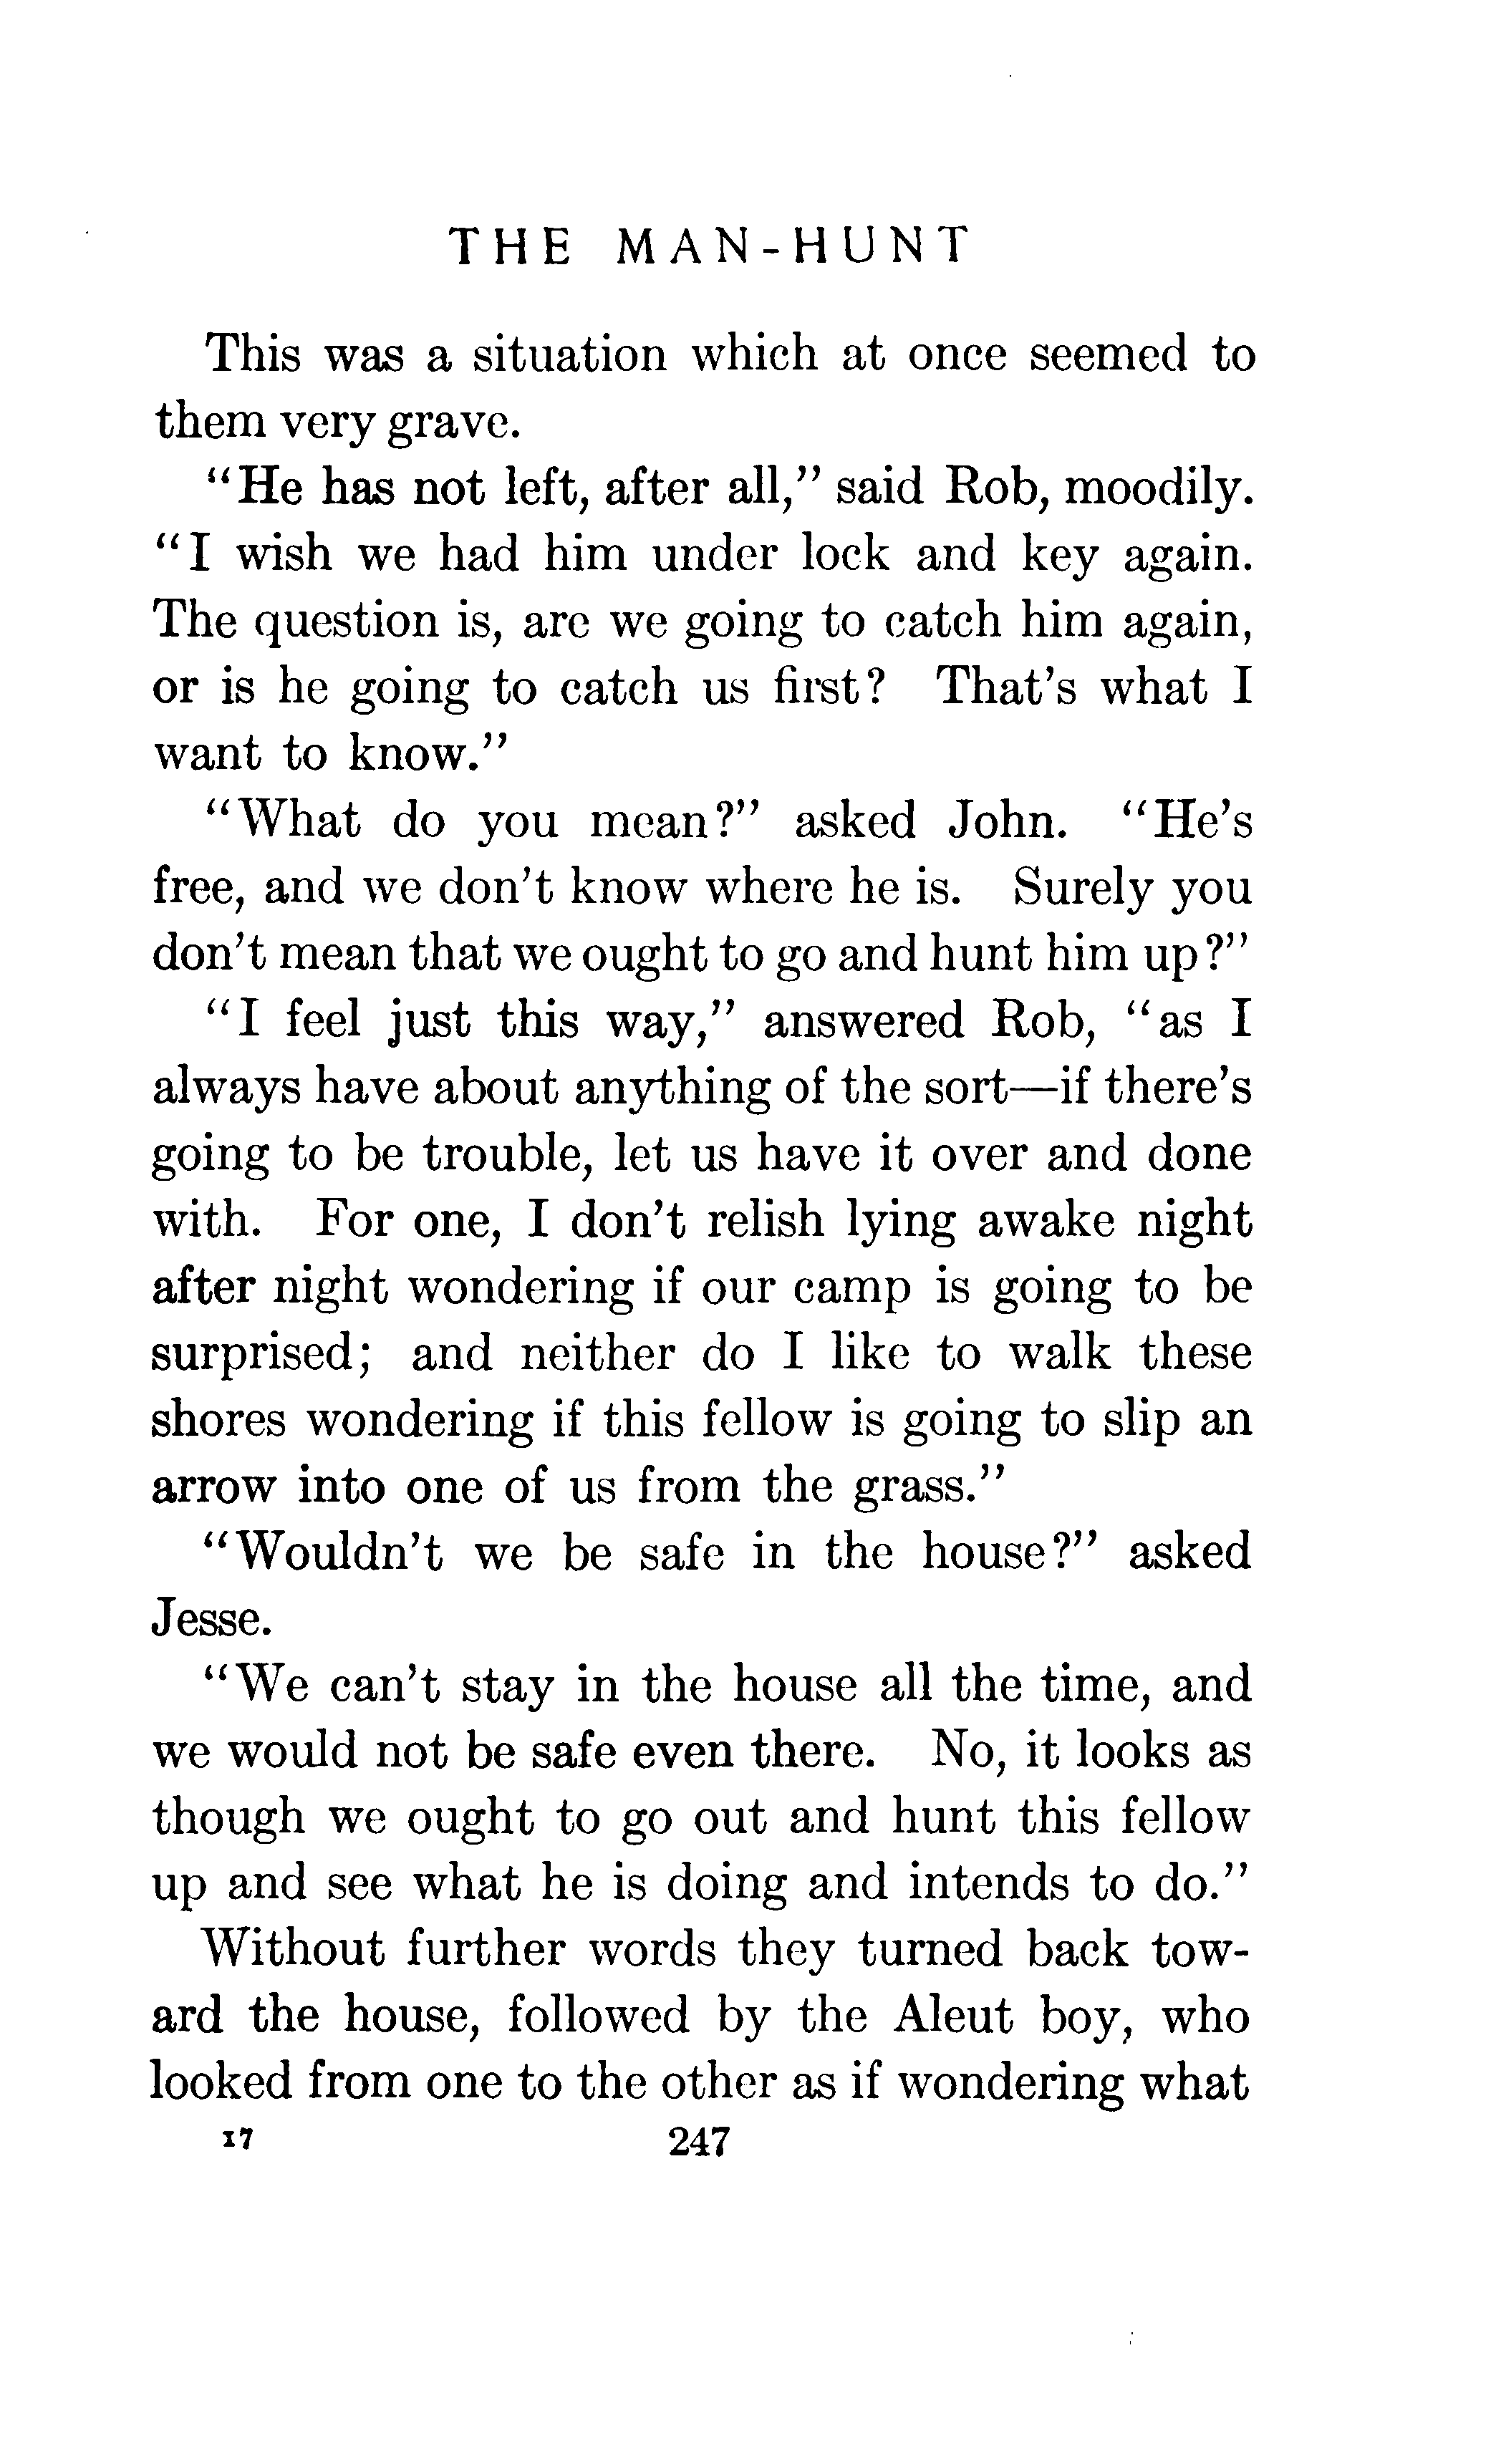 THE MAN-HUNT
This was a situation which at once seemed to
them very grave.
"He has not left, after all," said Rob, moodily.
"I wish we had him under lock and key again.
The question is, are we going to catch him again,
or is he going to catch us first? That's what I
want to know."
"What do you mean?" asked John. "He's
free, and we don't know where he is. Surely you
don't mean that we ought to go and hunt him up?"
"I feel just this way," answered Rob, "as I
always have about anything of the sort—if there's
going to be trouble, let us have it over and done
with. For one, I don't relish lying awake night
after night wondering if our camp is going to be
surprised; and neither do I like to walk these
shores wondering if this fellow is going to slip an
arrow into one of us from the grass."
"Wouldn't we be safe in the house?" asked
Jesse.
"We can't stay in the house all the time, and
we would not be safe even there. No, it looks as
though we ought to go out and hunt this fellow
up and see what he is doing and intends to do."
Without further words they turned back tow-
ard the house, followed by the Aleut boy, who
looked from one to the other as if wondering what
17 247